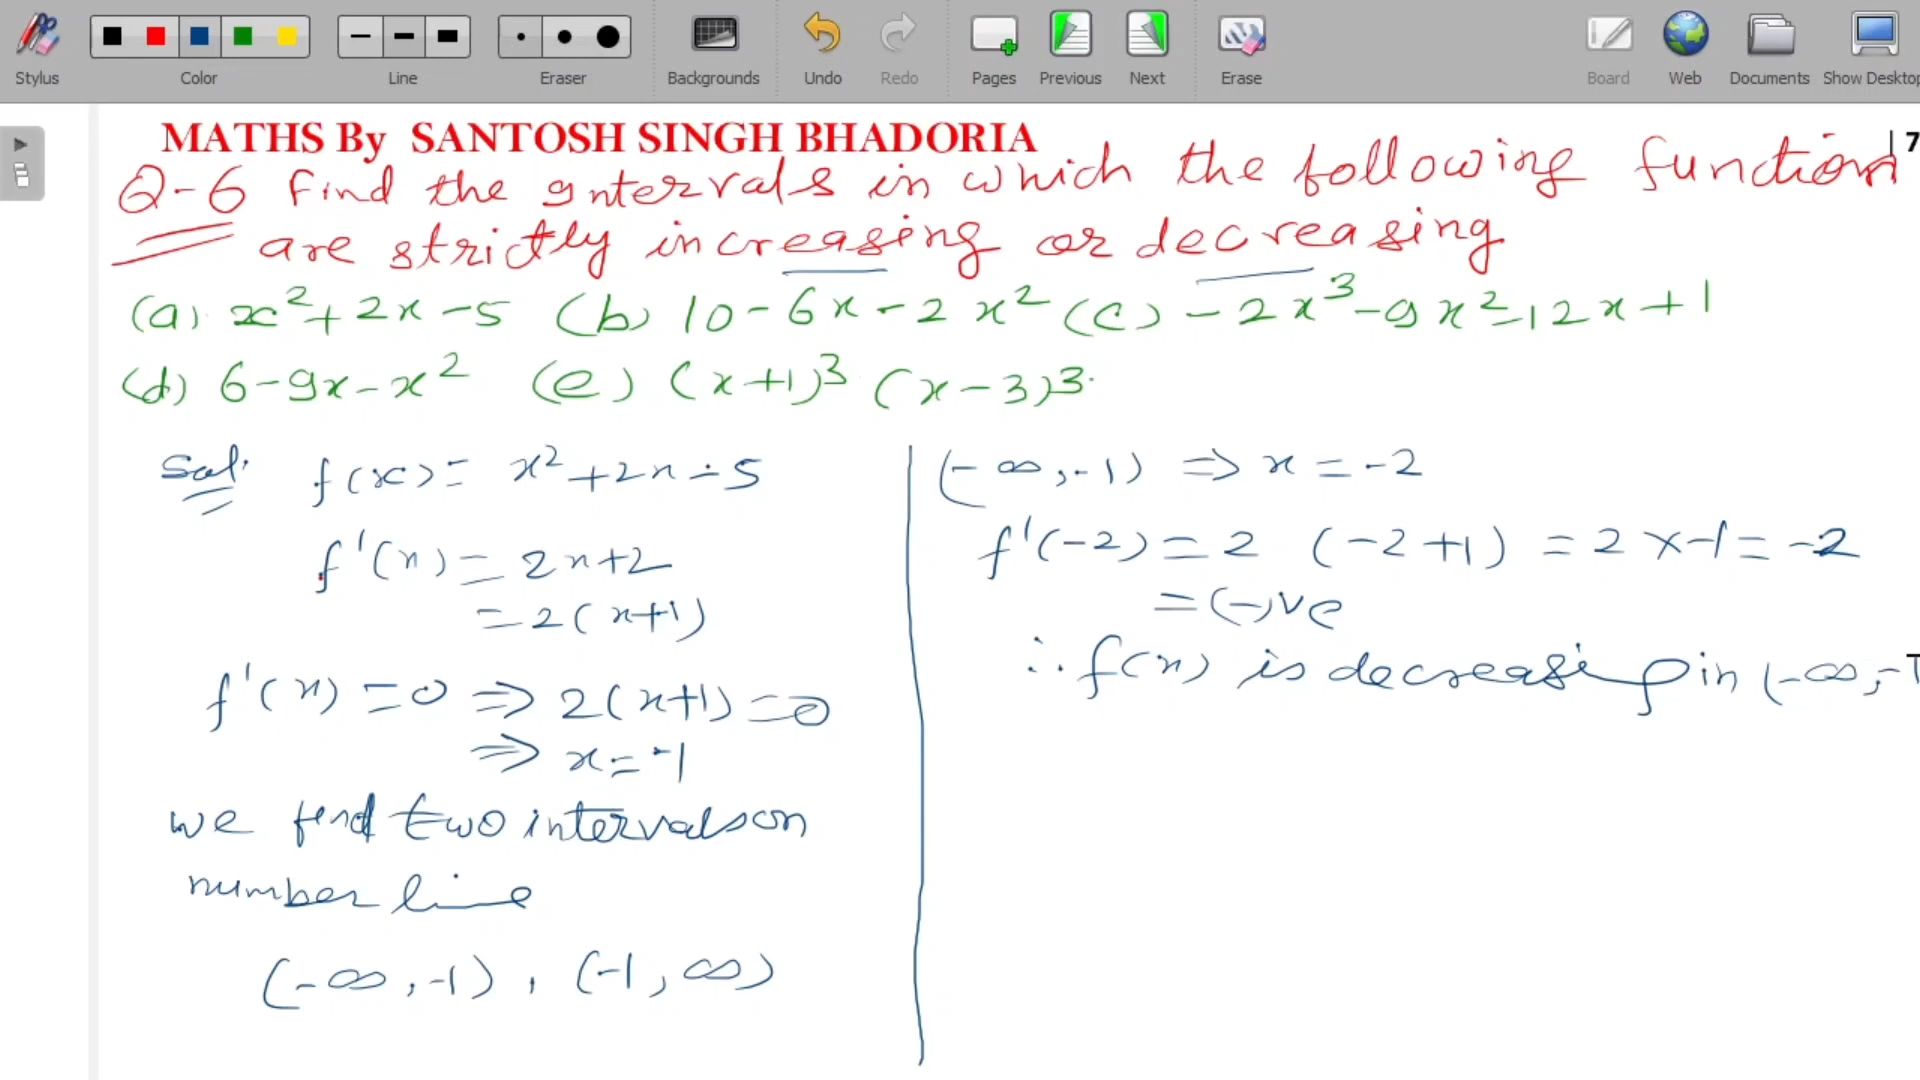 Stylus Color Line Eraser Backgrounds Undo Redo Pages Previous Next Erase Board Web Documents Show Desktop
MATHS By SANTOSH SINGH BHADORIA
Q-6 Find the intervals in which the following function
are strictly increasing or decreasing
(a) x²+2x-5 (b) 10-6x-2x² (c) -2x³-9x²-12x+1
(d) 6-9x-x² (e) (x+1)³ (x-3)³
Sol. f(x)= x²+2x-5
f'(x)= 2x+2
=2(x+1)
f'(x)=0 ⇒ 2(x+1)=0
⇒ x=-1
we find two intervals on
number line
(-∞,-1), (-1,∞)
(-∞,-1) ⇒ x=-2
f'(-2)=2 (-2+1) =2x-1=-2
=(-)ve
∴ f(x) is decreasing in (-∞,-1